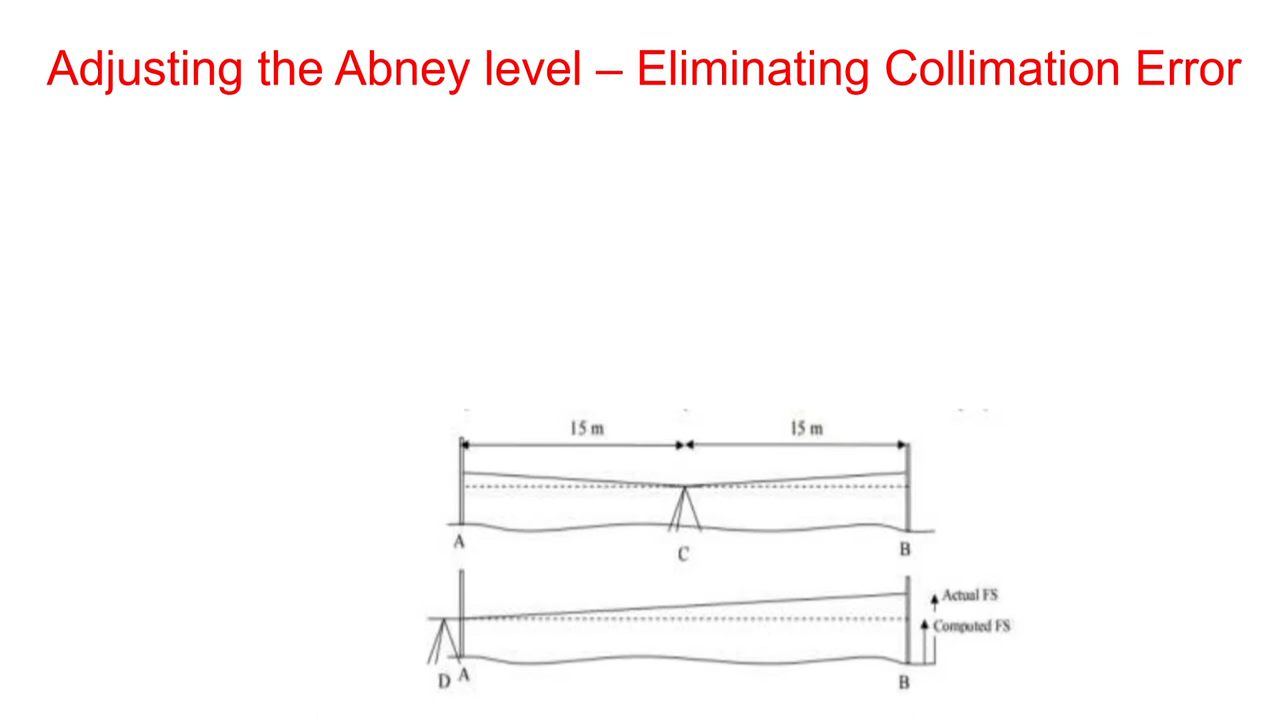 Adjusting the Abney level – Eliminating Collimation Error
15 m 15 m
A C B
Actual FS
Computed FS
D A B